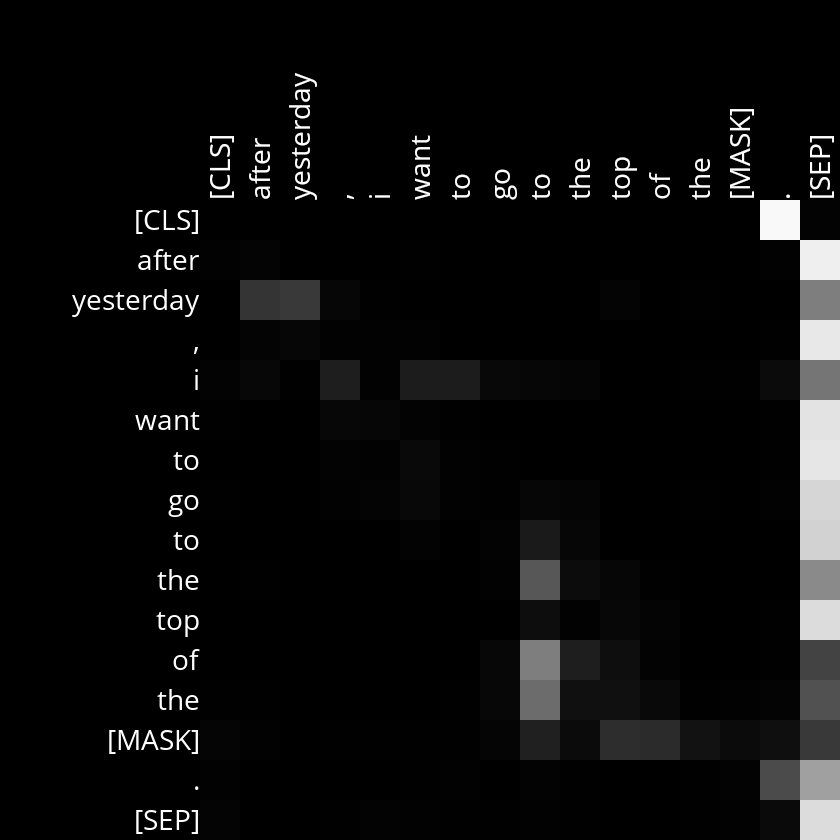 [CLS] after yesterday , i want to go to the top of the [MASK] . [SEP]
[CLS]
after
yesterday
,
i
want
to
go
to
the
top
of
the
[MASK]
.
[SEP]